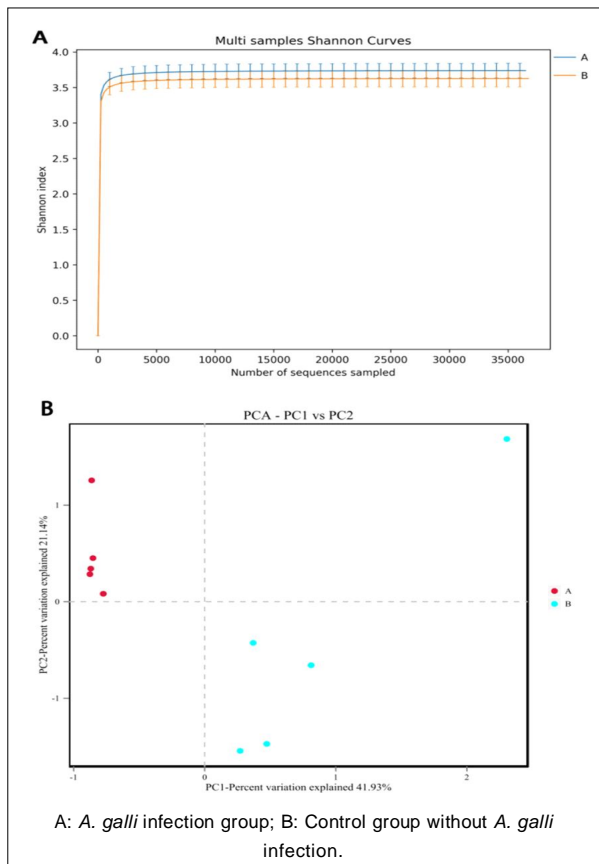 A
Multi samples Shannon Curves
4.0
3.5
3.0
2.5
2.0
1.5
1.0
0.5
0.0
Shannon index
0
5000
10000
15000
20000
25000
30000
35000
Number of sequences sampled
A
B
B
PCA - PC1 vs PC2
1
0
-1
PC2-Percent variation explained 21.14%
-1
0
1
2
PC1-Percent variation explained 41.93%
A
B
A: A. galli infection group; B: Control group without A. galli
infection.